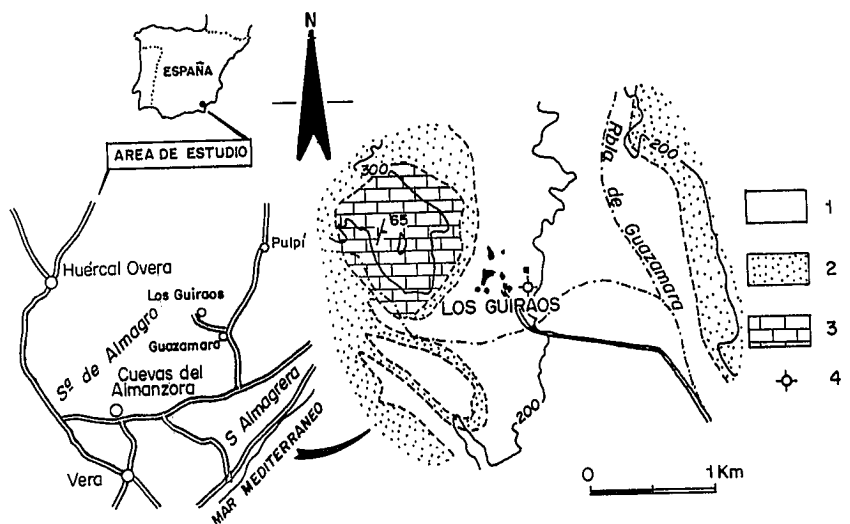 N
ESPAÑA
AREA DE ESTUDIO
Huércal Overa
Pulpí
Los Guiraos
Guazamara
Sª de Almagro
Cuevas del
Almanzora
S Almagrera
Vera
MAR MEDITERRANEO
300
65
LOS GUIRAOS
200
Rbla de Guazamara
200
1
2
3
4
0 1 Km